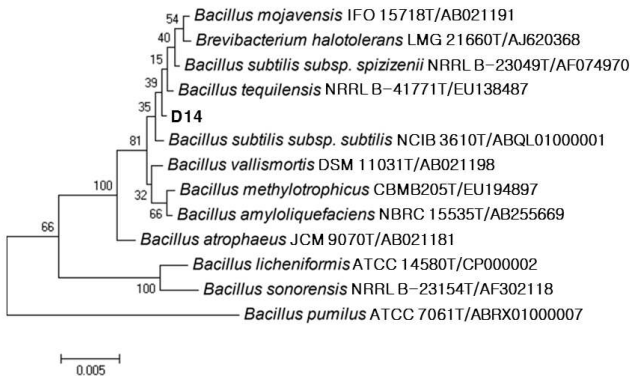 54
Bacillus mojavensis IFO 15718T/AB021191
40
Brevibacterium halotolerans LMG 21660T/AJ620368
15
Bacillus subtilis subsp. spizizenii NRRL B-23049T/AF074970
39
Bacillus tequilensis NRRL B-41771T/EU138487
35
D14
81
Bacillus subtilis subsp. subtilis NCIB 3610T/ABQL01000001
Bacillus vallismortis DSM 11031T/AB021198
100
32
Bacillus methylotrophicus CBMB205T/EU194897
66
Bacillus amyloliquefaciens NBRC 15535T/AB255669
66
Bacillus atrophaeus JCM 9070T/AB021181
Bacillus licheniformis ATCC 14580T/CP000002
100
Bacillus sonorensis NRRL B-23154T/AF302118
Bacillus pumilus ATCC 7061T/ABRX01000007
0.005